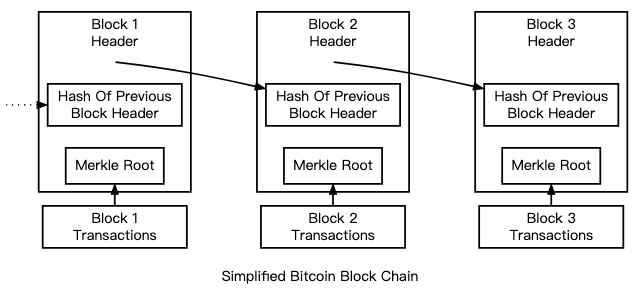 Block 1
Header
Hash Of Previous
Block Header
Merkle Root
Block 1
Transactions
Block 2
Header
Hash Of Previous
Block Header
Merkle Root
Block 2
Transactions
Block 3
Header
Hash Of Previous
Block Header
Merkle Root
Block 3
Transactions
Simplified Bitcoin Block Chain